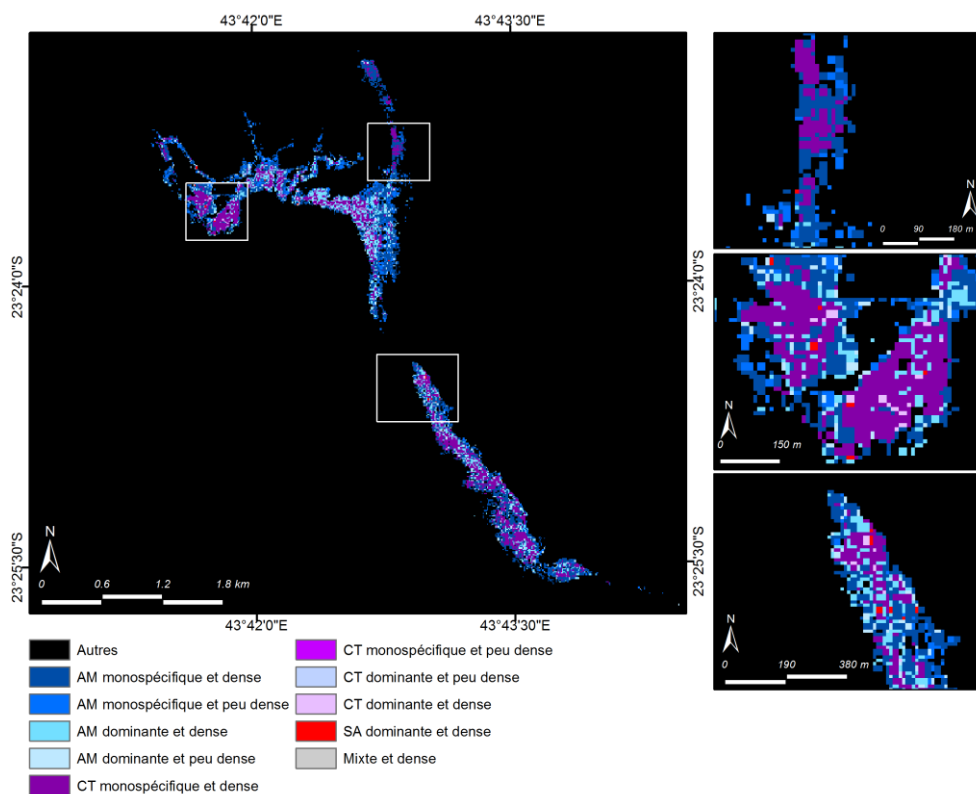 43°42'0"E 43°43'30"E
N
0 90 180 m
23°24'0"S 23°24'0"S
N
0 150 m
N
0 0.6 1.2 1.8 km
23°25'30"S 23°25'30"S
N
0 190 380 m
43°42'0"E 43°43'30"E
Autres
AM monospécifique et dense
AM monospécifique et peu dense
AM dominante et dense
AM dominante et peu dense
CT monospécifique et dense
CT monospécifique et peu dense
CT dominante et peu dense
CT dominante et dense
SA dominante et dense
Mixte et dense